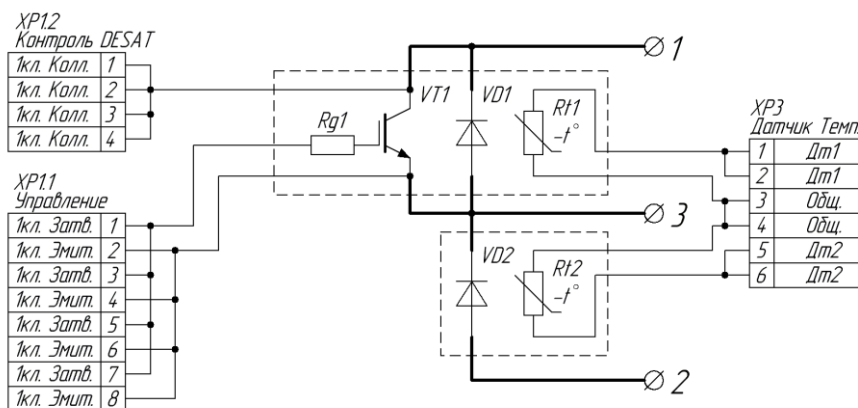 XP1.2
Контроль DESAT
1кл. Колл. 1
1кл. Колл. 2
1кл. Колл. 3
1кл. Колл. 4
XP1.1
Управление
1кл. Затв. 1
1кл. Эмит. 2
1кл. Затв. 3
1кл. Эмит. 4
1кл. Затв. 5
1кл. Эмит. 6
1кл. Затв. 7
1кл. Эмит. 8
Rg1
VT1
VD1
Rt1
-t°
VD2
Rt2
-t°
1
3
2
XP3
Датчик Темп.
1 Дт1
2 Дт1
3 Общ.
4 Общ.
5 Дт2
6 Дт2